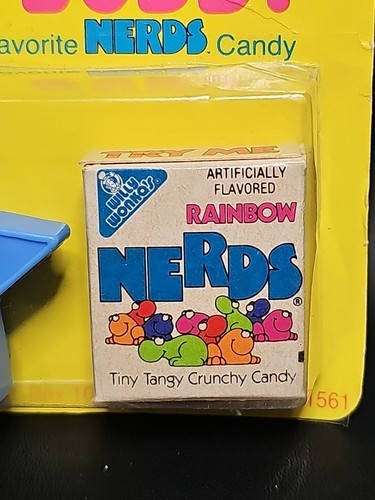 avorite NERDS. Candy
TRY ME
Willy
Wonka's
ARTIFICIALLY
FLAVORED
RAINBOW
NERDS®
Tiny Tangy Crunchy Candy
1561